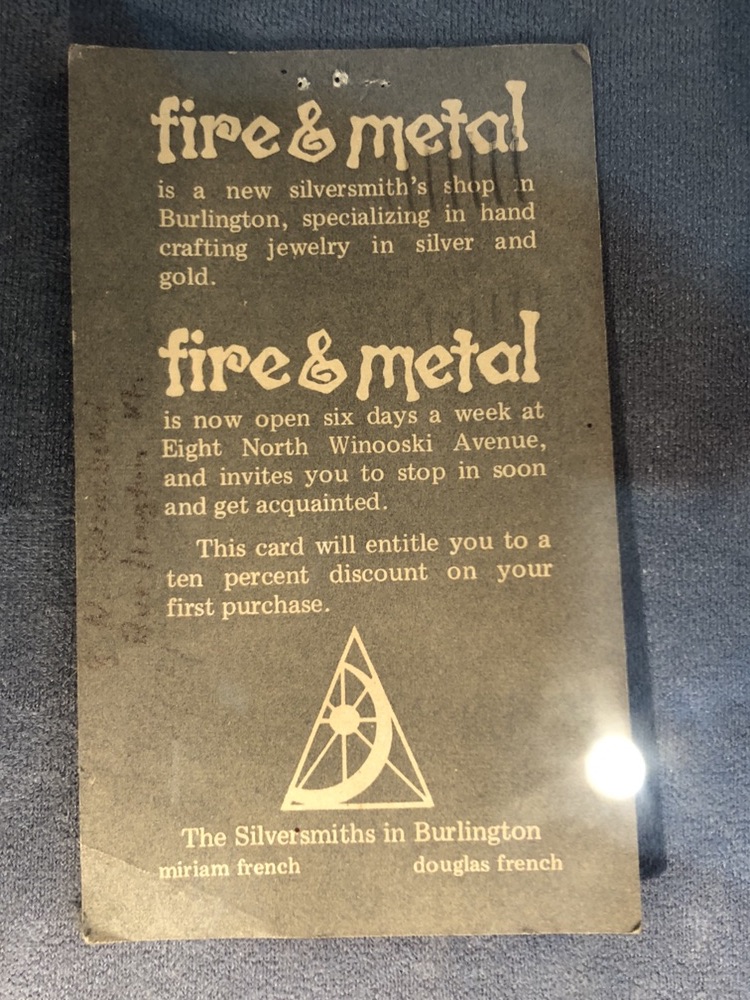 fire & metal
is a new silversmith's shop in
Burlington, specializing in hand
crafting jewelry in silver and
gold.
fire & metal
is now open six days a week at
Eight North Winooski Avenue,
and invites you to stop in soon
and get acquainted.
This card will entitle you to a
ten percent discount on your
first purchase.
The Silversmiths in Burlington
miriam french douglas french